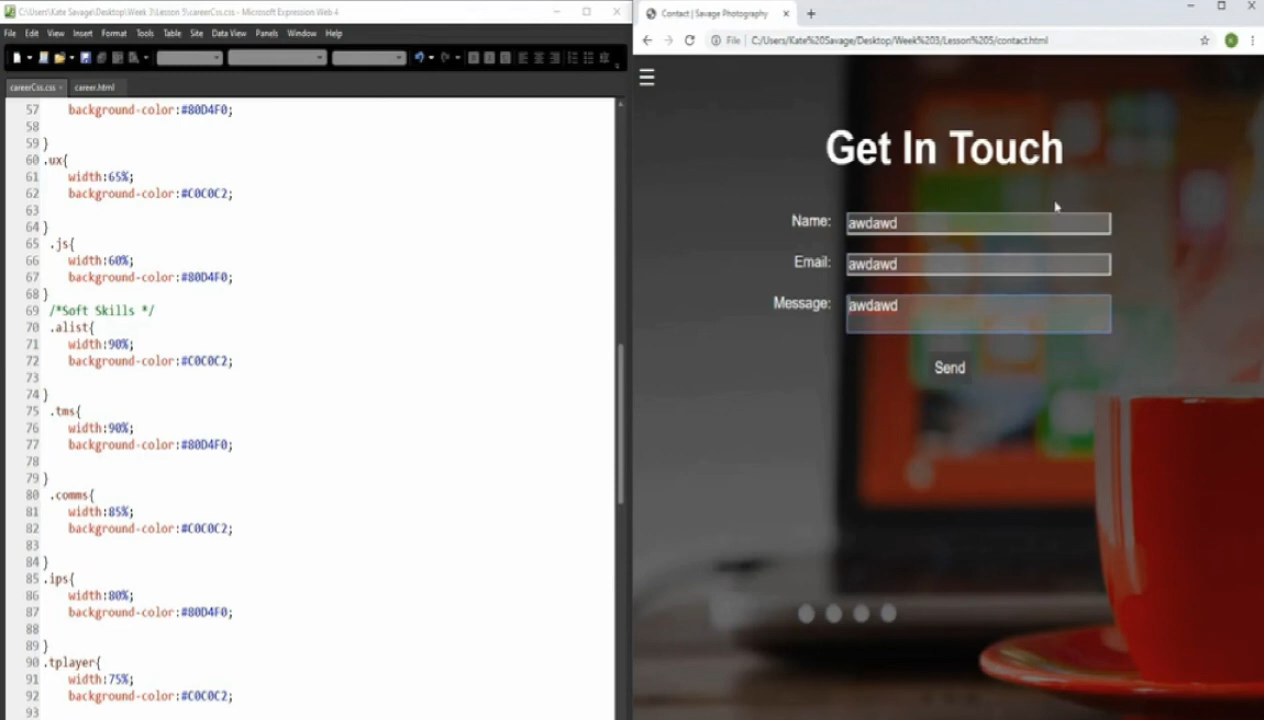 C:\Users\Kate Savage\Desktop\Week 3\Lesson 5\careerCss.css - Microsoft Expression Web 4
File Edit View Insert Format Tools Table Site Data View Panels Window Help
careerCss.css × career.html
57 background-color:#80D4F0;
58
59 }
60 .ux{
61 width:65%;
62 background-color:#C0C0C2;
63
64 }
65 .js{
66 width:60%;
67 background-color:#80D4F0;
68 }
69 /*Soft Skills */
70 .alist{
71 width:90%;
72 background-color:#C0C0C2;
73
74 }
75 .tms{
76 width:90%;
77 background-color:#80D4F0;
78
79 }
80 .comms{
81 width:85%;
82 background-color:#C0C0C2;
83
84 }
85 .ips{
86 width:80%;
87 background-color:#80D4F0;
88
89 }
90 .tplayer{
91 width:75%;
92 background-color:#C0C0C2;
93
Contact | Savage Photography
File C:/Users/Kate%20Savage/Desktop/Week%203/Lesson%205/contact.html
Get In Touch
Name: awdawd
Email: awdawd
Message: awdawd
Send